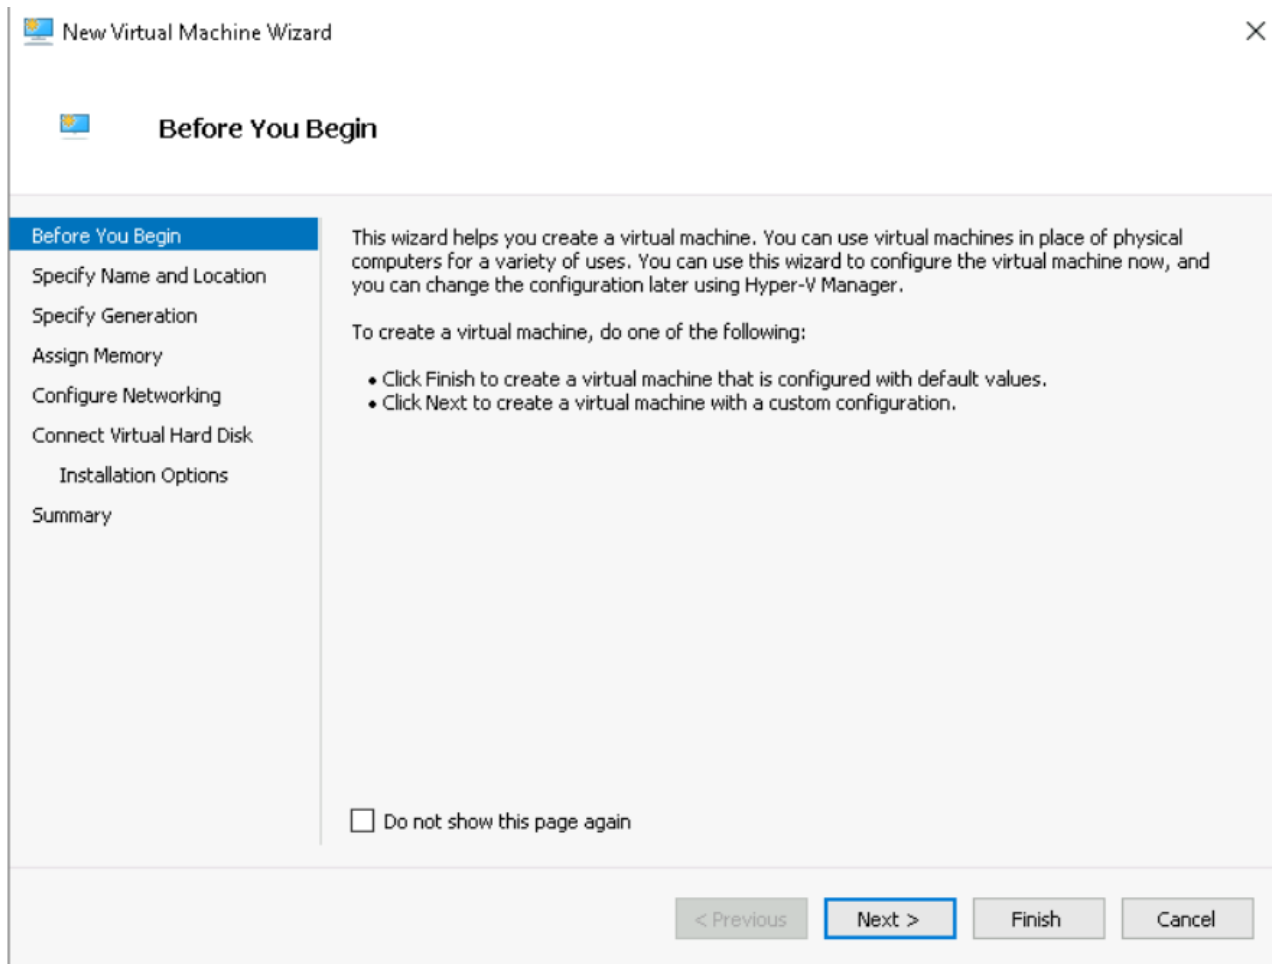 New Virtual Machine Wizard
Before You Begin
Before You Begin
Specify Name and Location
Specify Generation
Assign Memory
Configure Networking
Connect Virtual Hard Disk
Installation Options
Summary
This wizard helps you create a virtual machine. You can use virtual machines in place of physical
computers for a variety of uses. You can use this wizard to configure the virtual machine now, and
you can change the configuration later using Hyper-V Manager.
To create a virtual machine, do one of the following:
• Click Finish to create a virtual machine that is configured with default values.
• Click Next to create a virtual machine with a custom configuration.
Do not show this page again
< Previous
Next >
Finish
Cancel